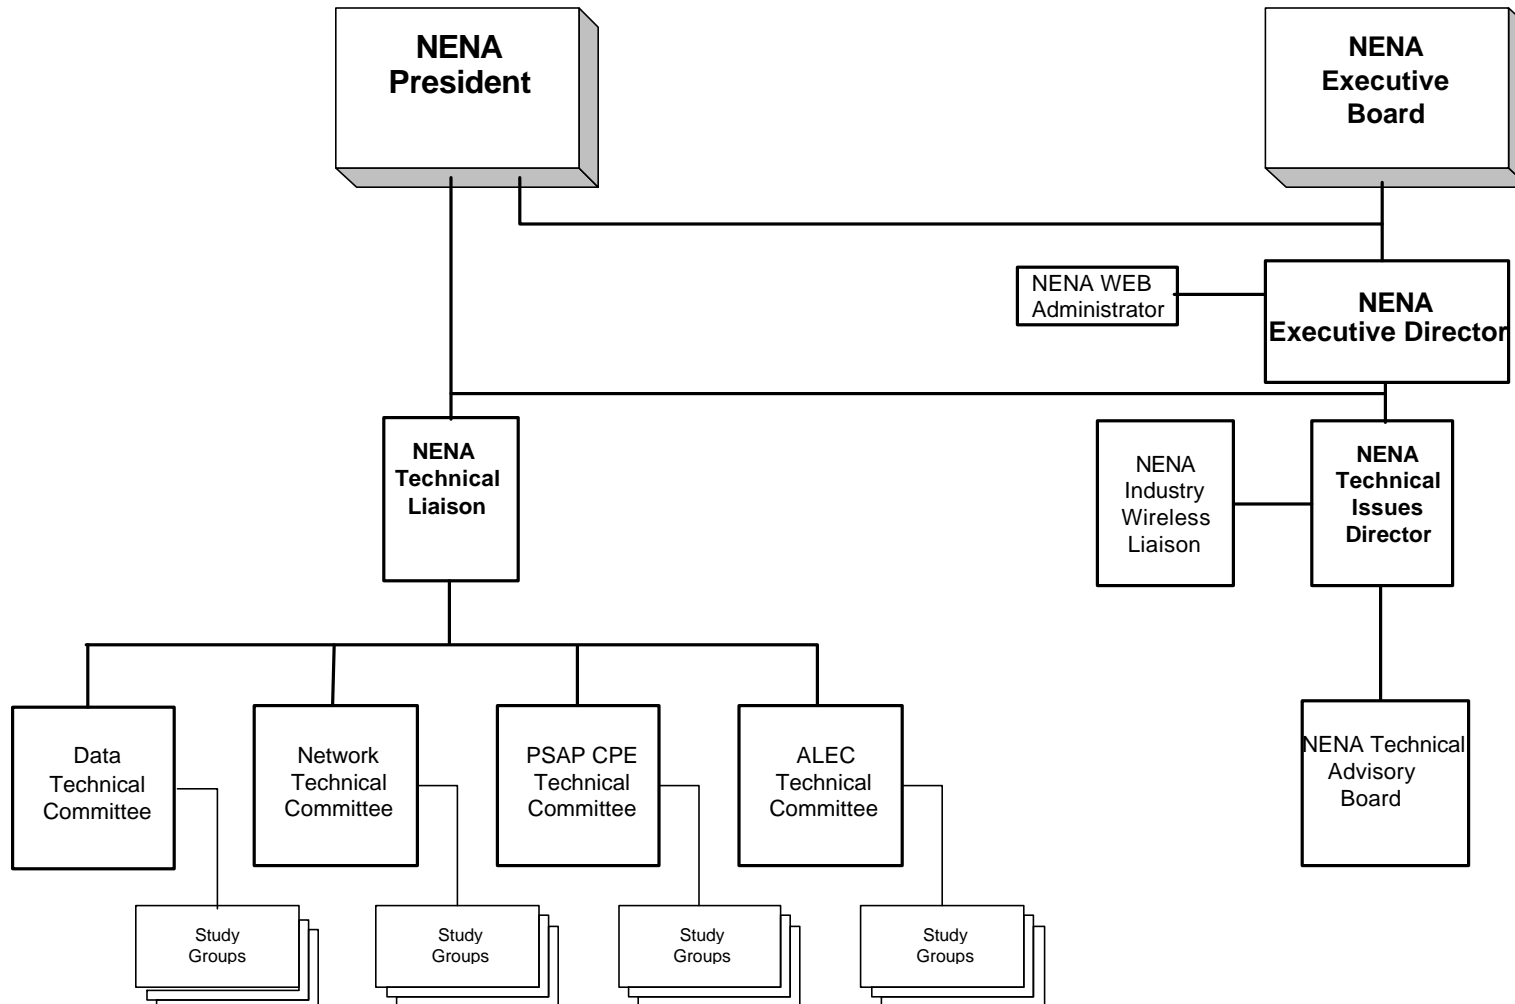 NENA
President
NENA
Executive
Board
NENA WEB
Administrator
NENA
Executive Director
NENA
Technical
Liaison
NENA
Industry
Wireless
Liaison
NENA
Technical
Issues
Director
Data
Technical
Committee
Network
Technical
Committee
PSAP CPE
Technical
Committee
ALEC
Technical
Committee
NENA Technical
Advisory
Board
Study
Groups
Study
Groups
Study
Groups
Study
Groups